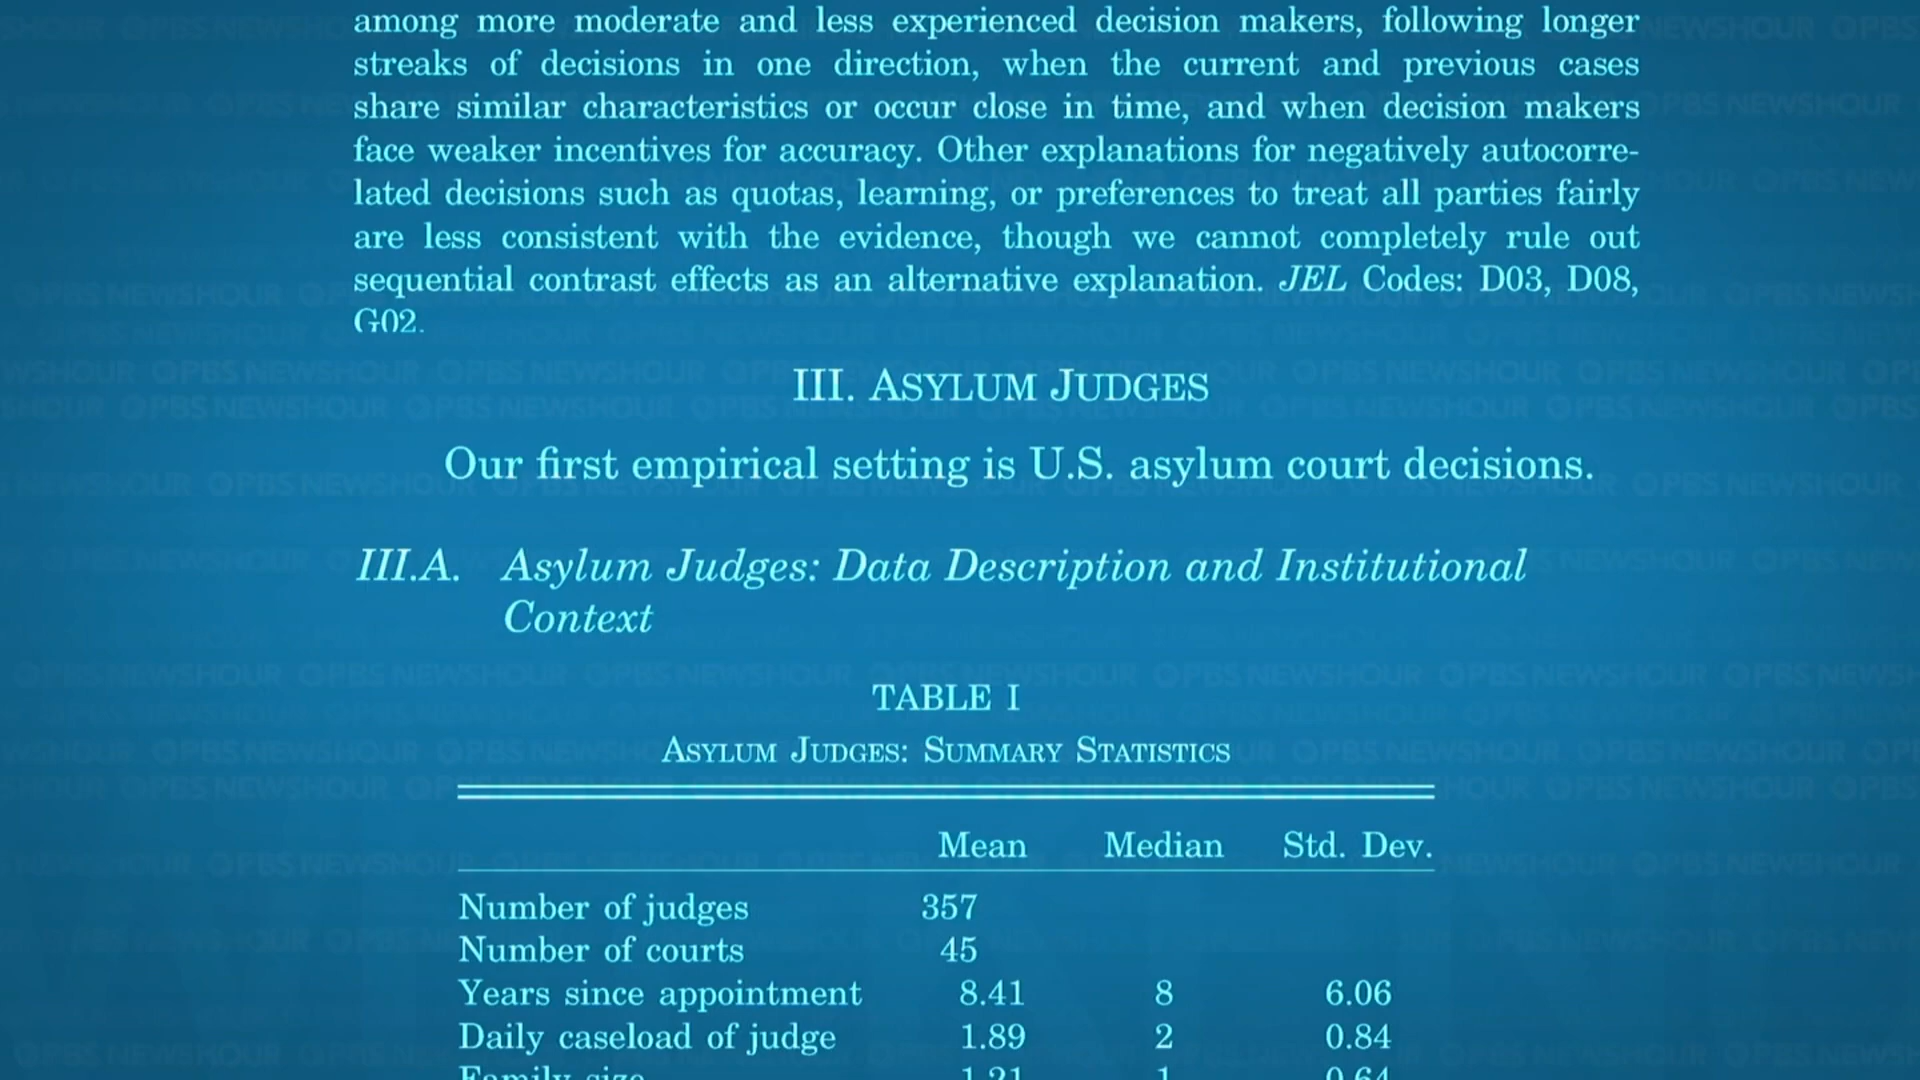 among more moderate and less experienced decision makers, following longer
streaks of decisions in one direction, when the current and previous cases
share similar characteristics or occur close in time, and when decision makers
face weaker incentives for accuracy. Other explanations for negatively autocorre-
lated decisions such as quotas, learning, or preferences to treat all parties fairly
are less consistent with the evidence, though we cannot completely rule out
sequential contrast effects as an alternative explanation. JEL Codes: D03, D08,
G02.
III. ASYLUM JUDGES
Our first empirical setting is U.S. asylum court decisions.
III.A. Asylum Judges: Data Description and Institutional
Context
TABLE I
ASYLUM JUDGES: SUMMARY STATISTICS
Mean Median Std. Dev.
Number of judges 357
Number of courts 45
Years since appointment 8.41 8 6.06
Daily caseload of judge 1.89 2 0.84
Family size 1.21 1 0.64